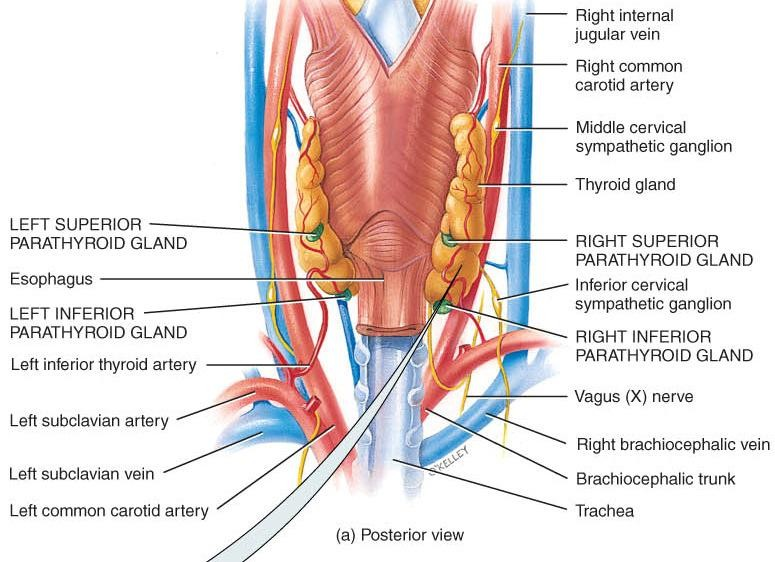 Right internal
jugular vein
Right common
carotid artery
Middle cervical
sympathetic ganglion
Thyroid gland
LEFT SUPERIOR
PARATHYROID GLAND
RIGHT SUPERIOR
PARATHYROID GLAND
Esophagus
Inferior cervical
sympathetic ganglion
LEFT INFERIOR
PARATHYROID GLAND
RIGHT INFERIOR
PARATHYROID GLAND
Left inferior thyroid artery
Vagus (X) nerve
Left subclavian artery
Right brachiocephalic vein
Left subclavian vein
Brachiocephalic trunk
Left common carotid artery
Trachea
O'KELLEY
(a) Posterior view